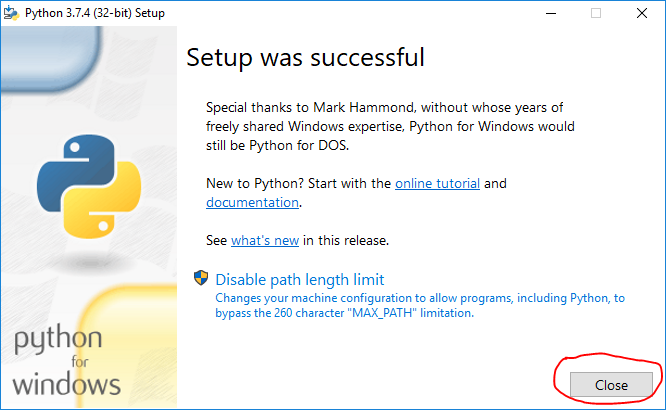 Python 3.7.4 (32-bit) Setup
Setup was successful
Special thanks to Mark Hammond, without whose years of
freely shared Windows expertise, Python for Windows would
still be Python for DOS.
New to Python? Start with the online tutorial and
documentation.
See what's new in this release.
Disable path length limit
Changes your machine configuration to allow programs, including Python, to
bypass the 260 character "MAX_PATH" limitation.
python
for
windows
Close